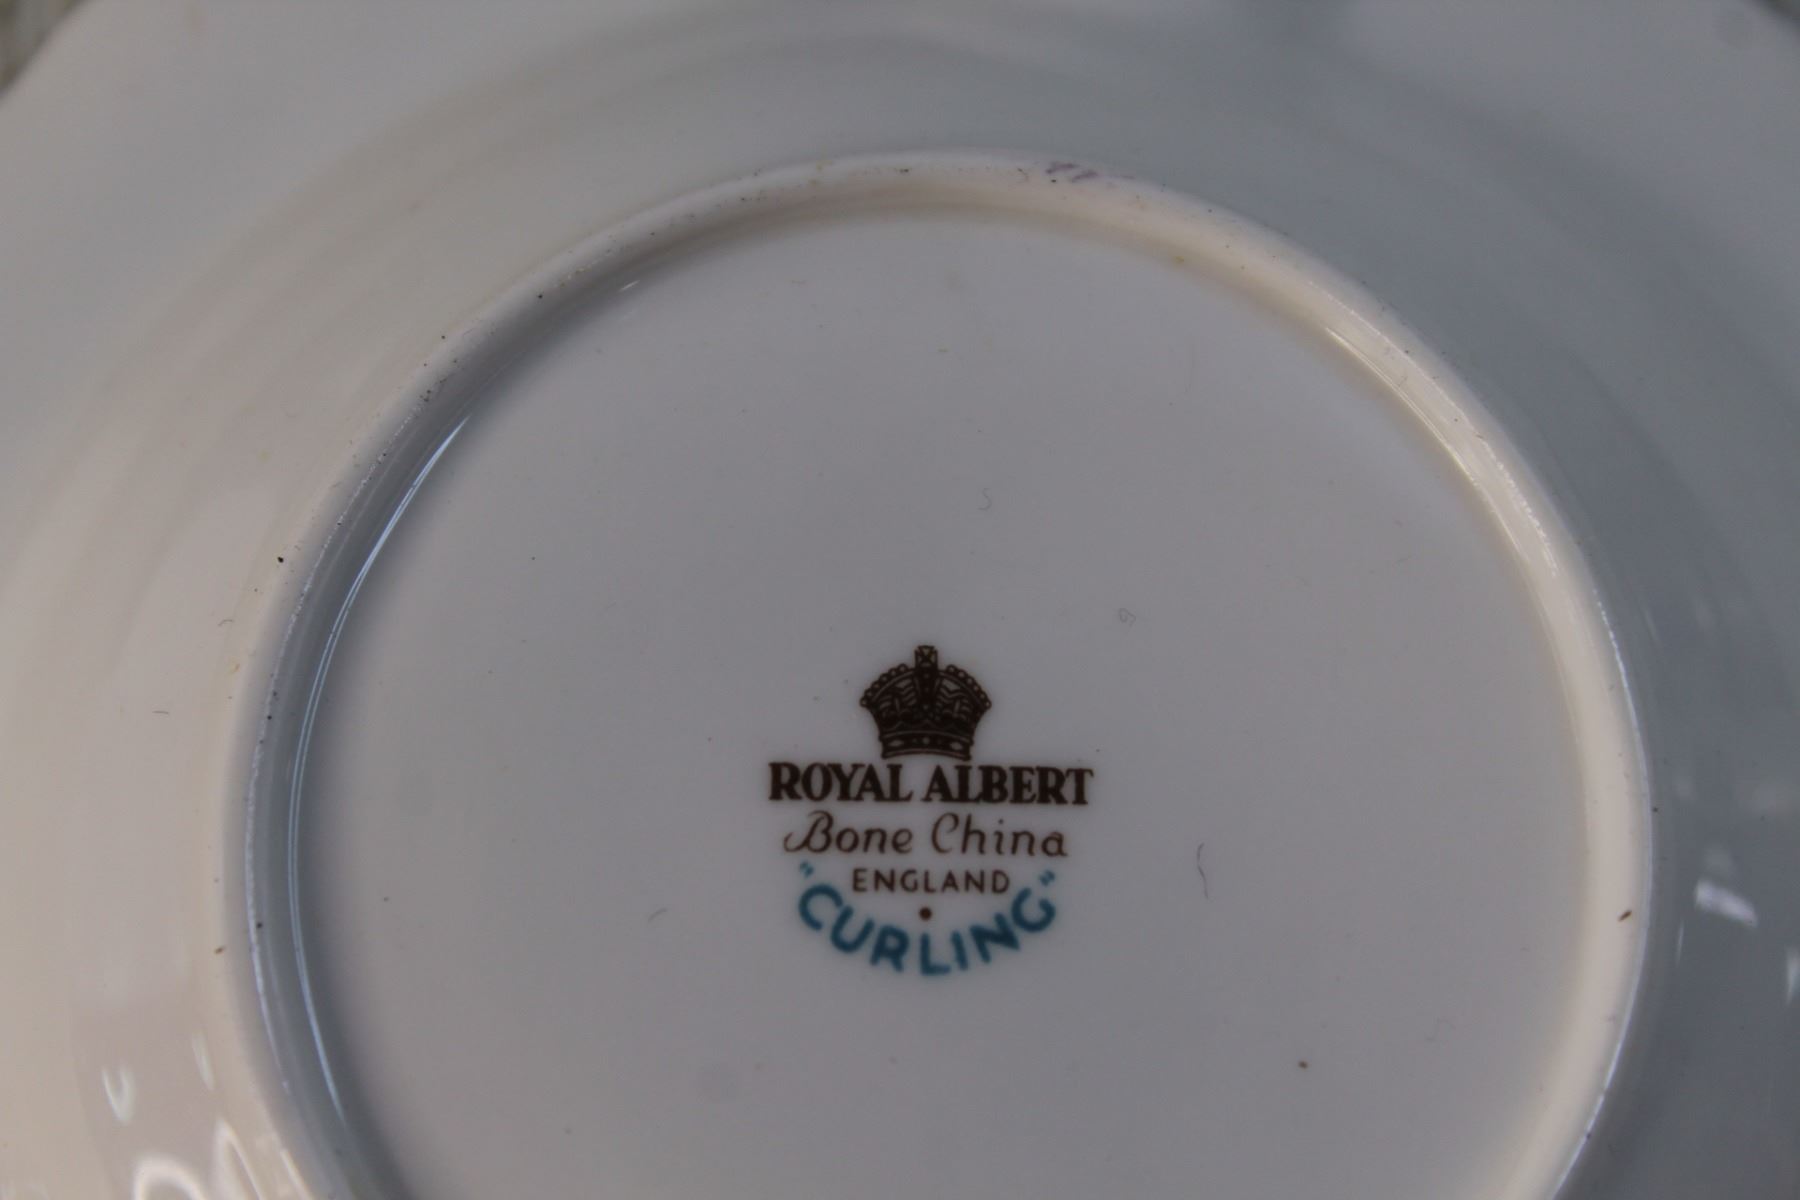 ROYAL ALBERT
Bone China
ENGLAND
"CURLING"